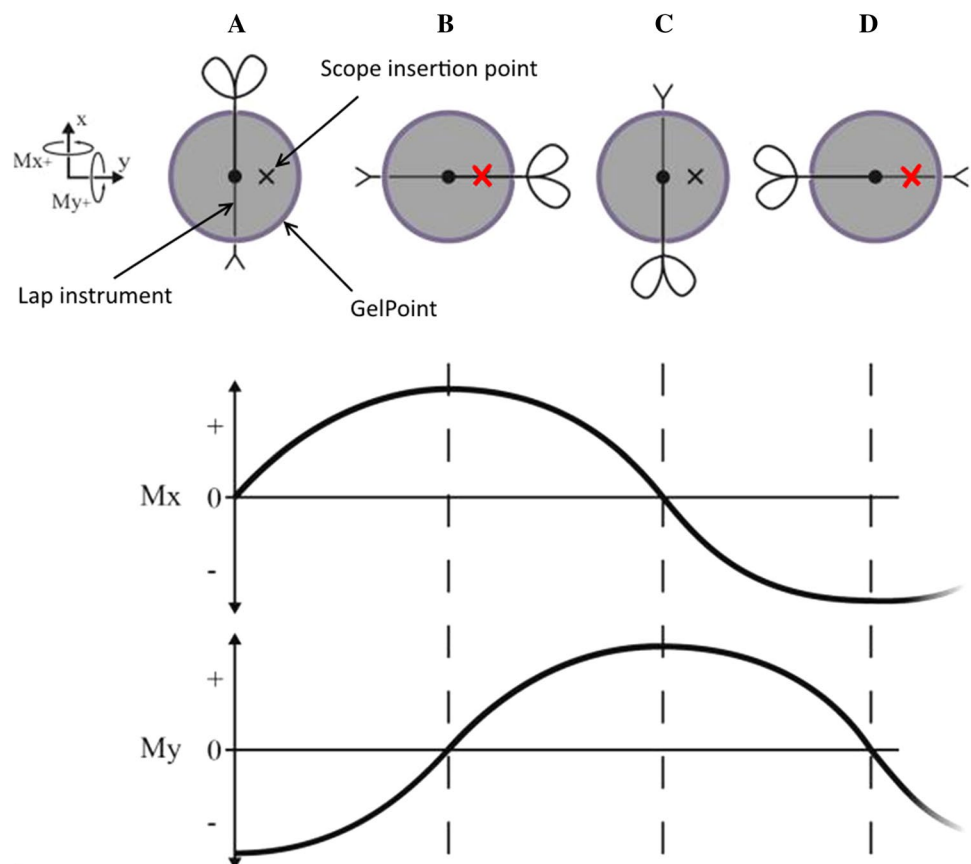 A B C D
Scope insertion point
x
Mx+
y
My+
Lap instrument
GelPoint
+
Mx 0
-
+
My 0
-